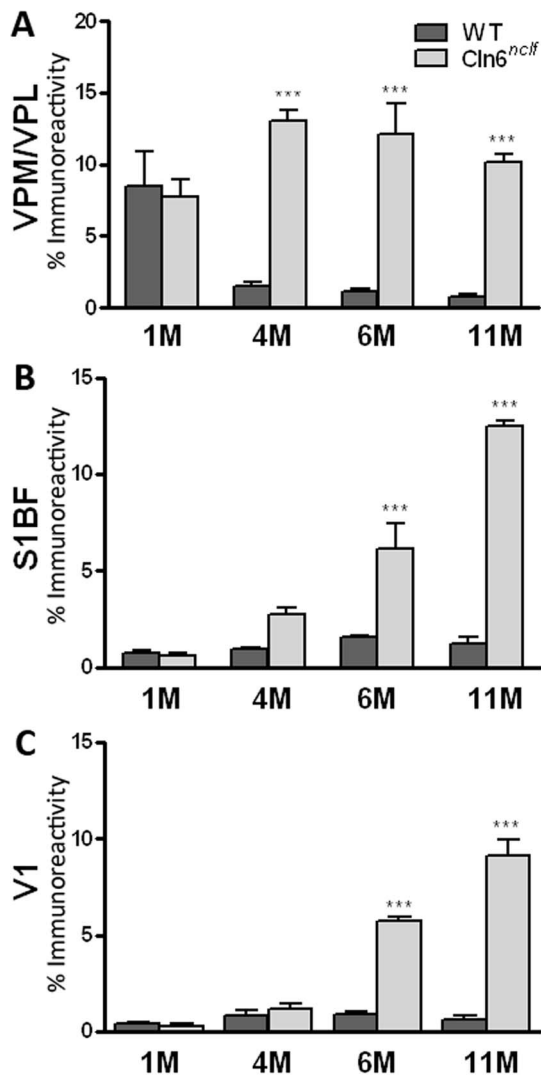 A
VPM/VPL
% Immunoreactivity
20
15
10
5
0
WT
Cln6nclf
***
***
***
1M
4M
6M
11M
B
S1BF
% Immunoreactivity
15
10
5
0
***
***
1M
4M
6M
11M
C
V1
% Immunoreactivity
15
10
5
0
***
***
1M
4M
6M
11M